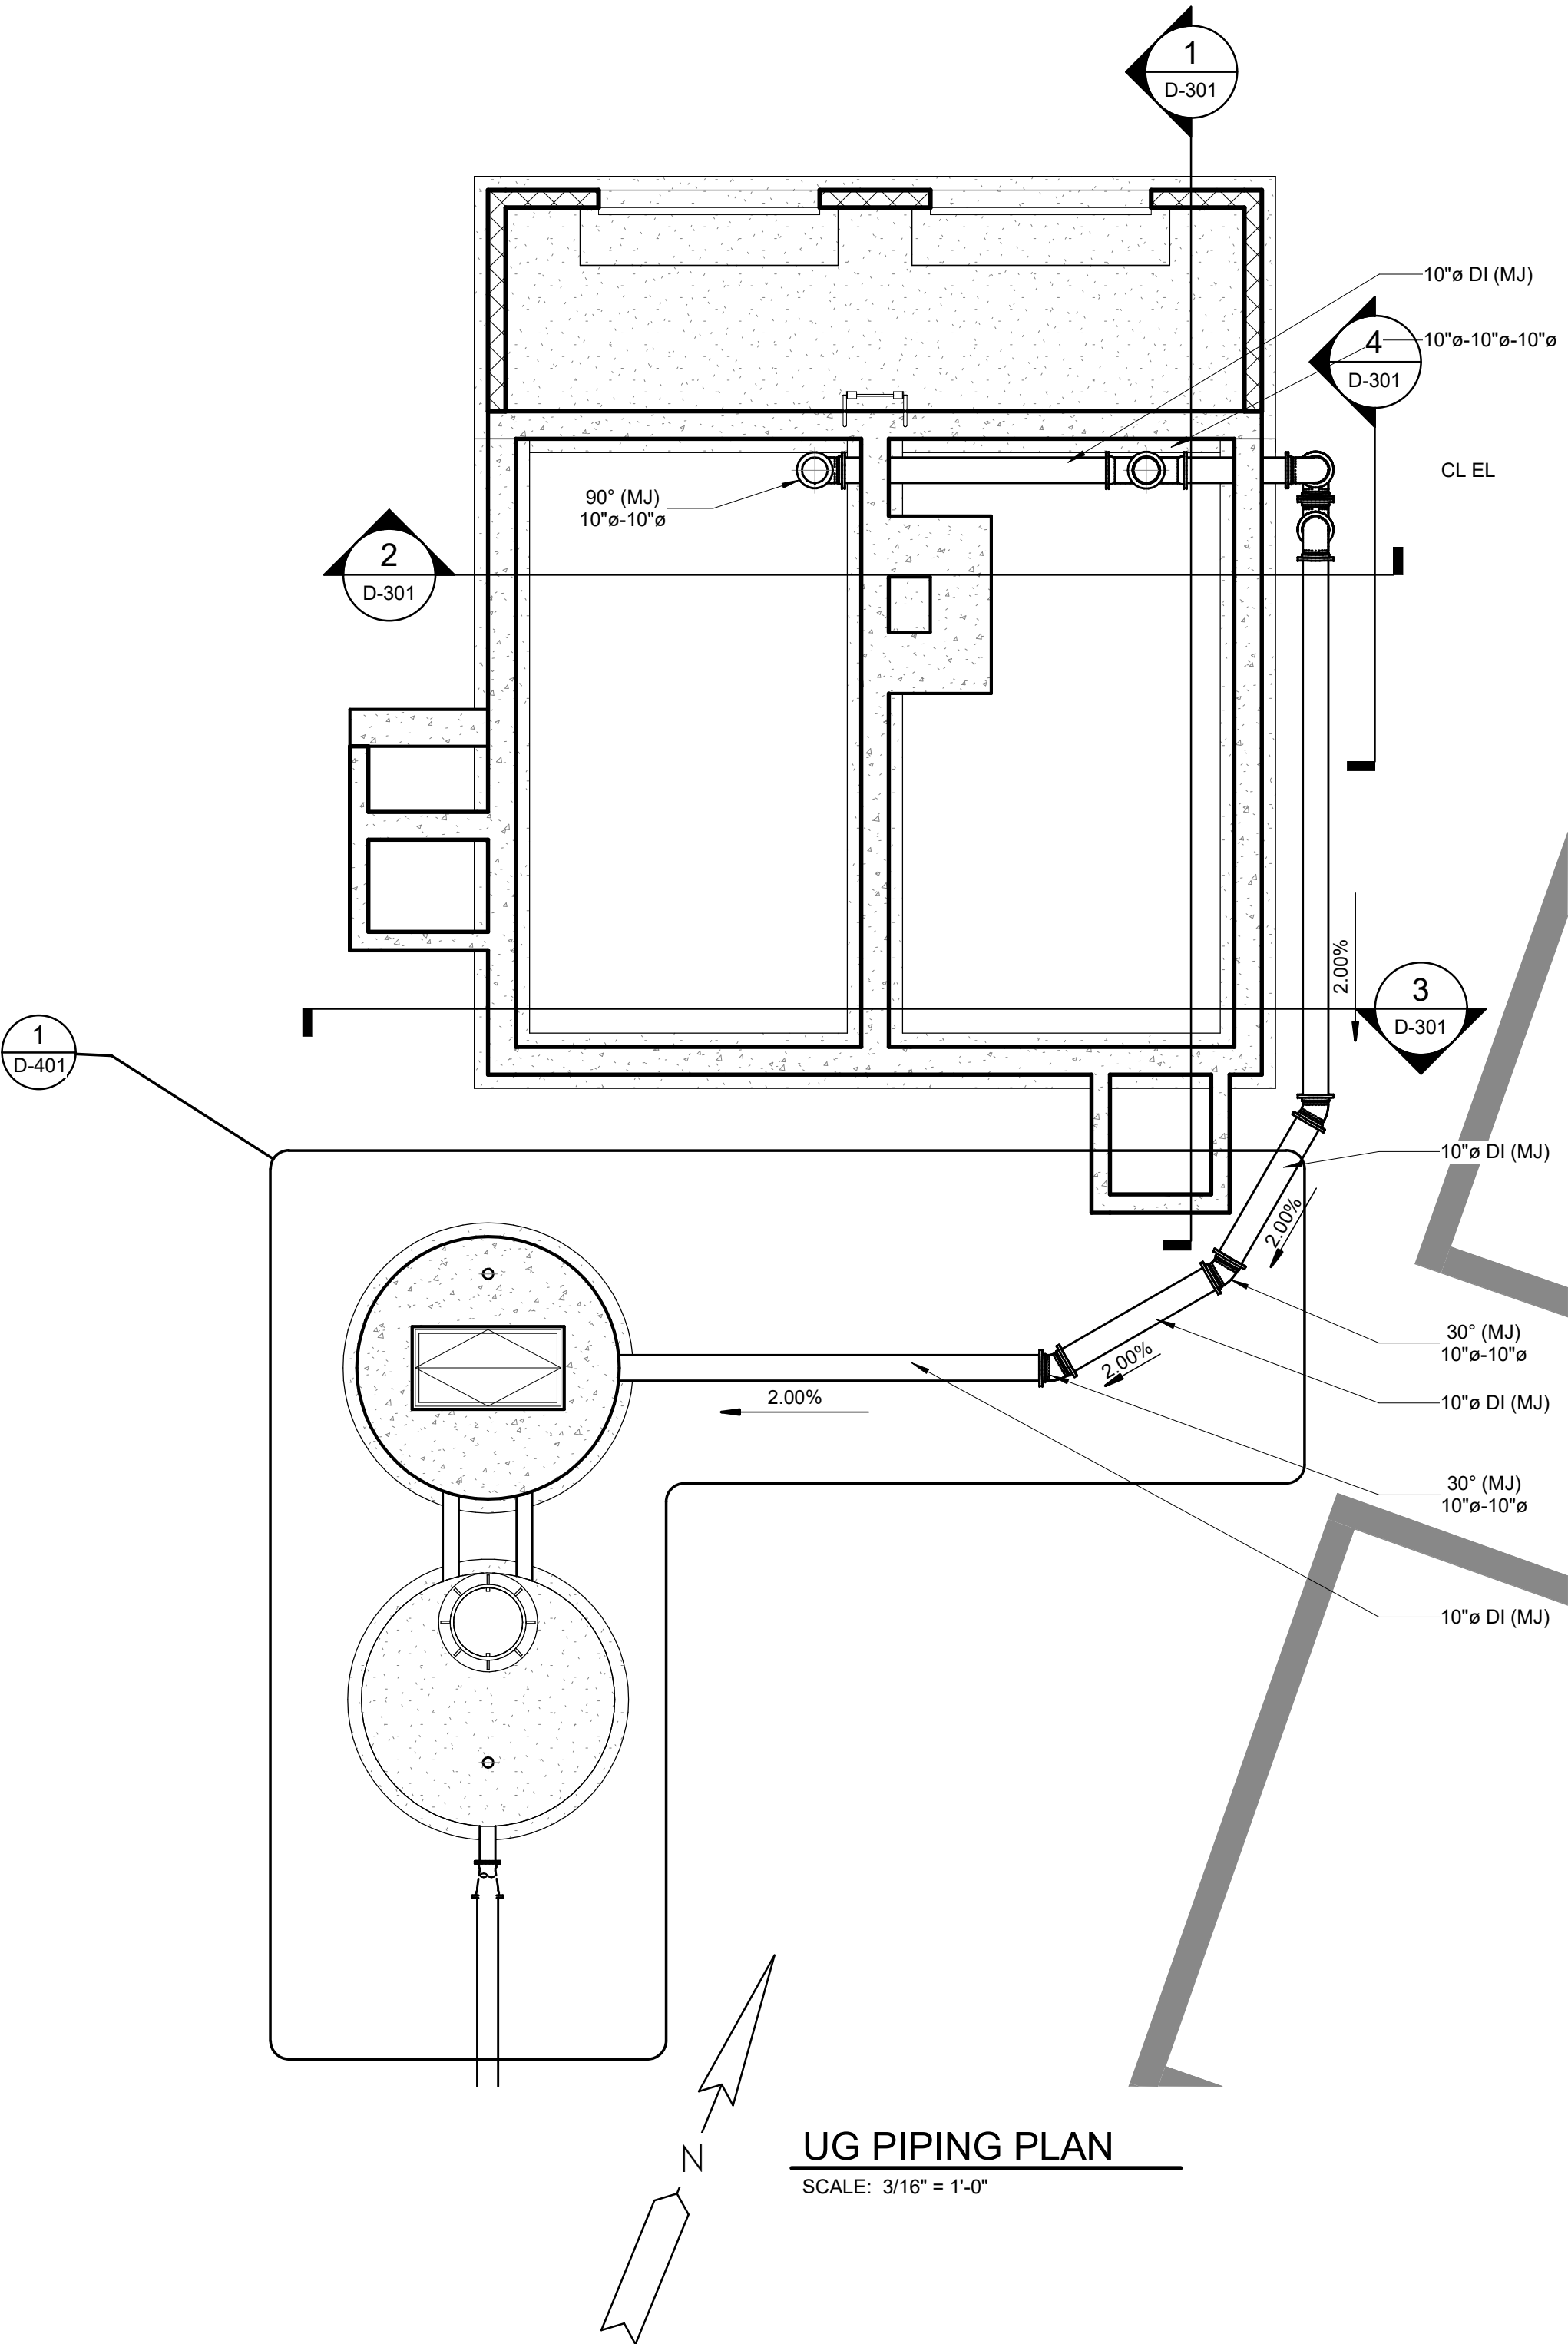 1
D-301
10"ø DI (MJ)
4
D-301
10"ø-10"ø-10"ø
CL EL
90° (MJ)
10"ø-10"ø
2
D-301
2.00%
3
D-301
1
D-401
10"ø DI (MJ)
2.00%
30° (MJ)
10"ø-10"ø
2.00%
2.00%
10"ø DI (MJ)
30° (MJ)
10"ø-10"ø
10"ø DI (MJ)
N
UG PIPING PLAN
SCALE: 3/16" = 1'-0"